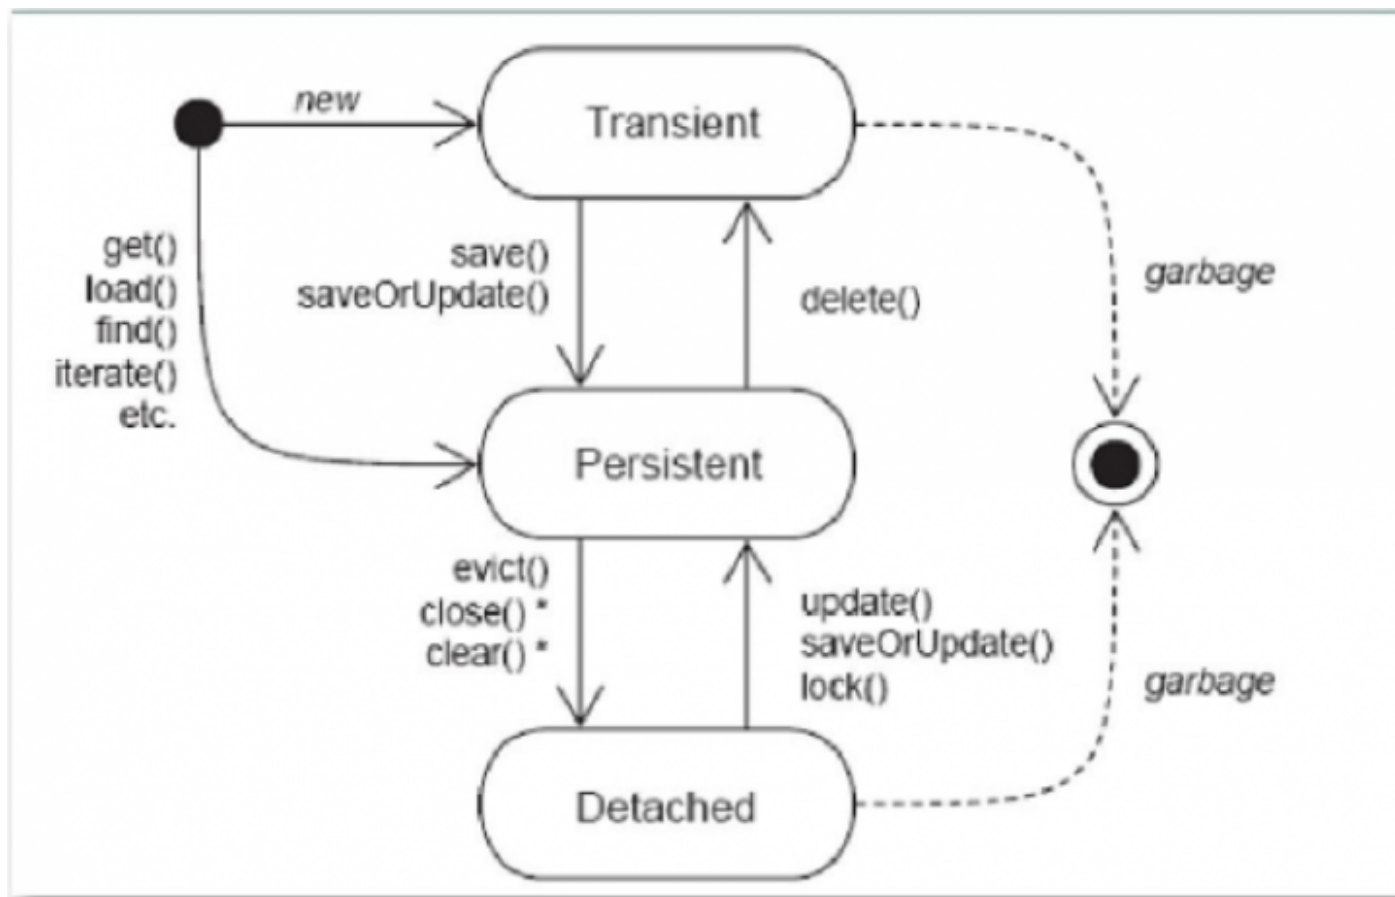 new
Transient
get()
load()
find()
iterate()
etc.
save()
saveOrUpdate()
delete()
garbage
Persistent
evict()
close() *
clear() *
update()
saveOrUpdate()
lock()
garbage
Detached